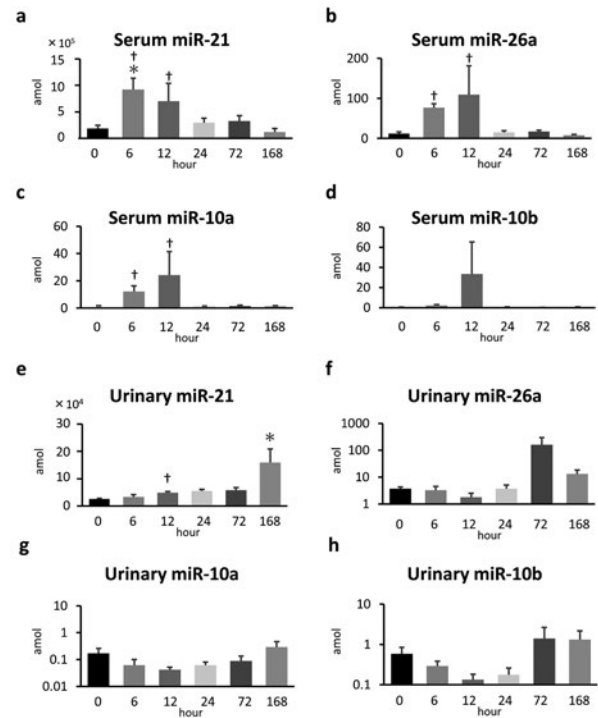 a
Serum miR-21
× 10⁵
amol
15
10
5
0
†
*
†
0 6 12 24 72 168
hour
b
Serum miR-26a
amol
200
100
0
†
†
0 6 12 24 72 168
hour
c
Serum miR-10a
amol
60
40
20
0
†
†
0 6 12 24 72 168
hour
d
Serum miR-10b
amol
80
60
40
20
0
0 6 12 24 72 168
hour
e
Urinary miR-21
× 10⁴
amol
30
20
10
0
†
*
0 6 12 24 72 168
hour
f
Urinary miR-26a
amol
1000
100
10
1
0 6 12 24 72 168
hour
g
Urinary miR-10a
amol
10
1
0.1
0.01
0 6 12 24 72 168
hour
h
Urinary miR-10b
amol
10
1
0.1
0 6 12 24 72 168
hour